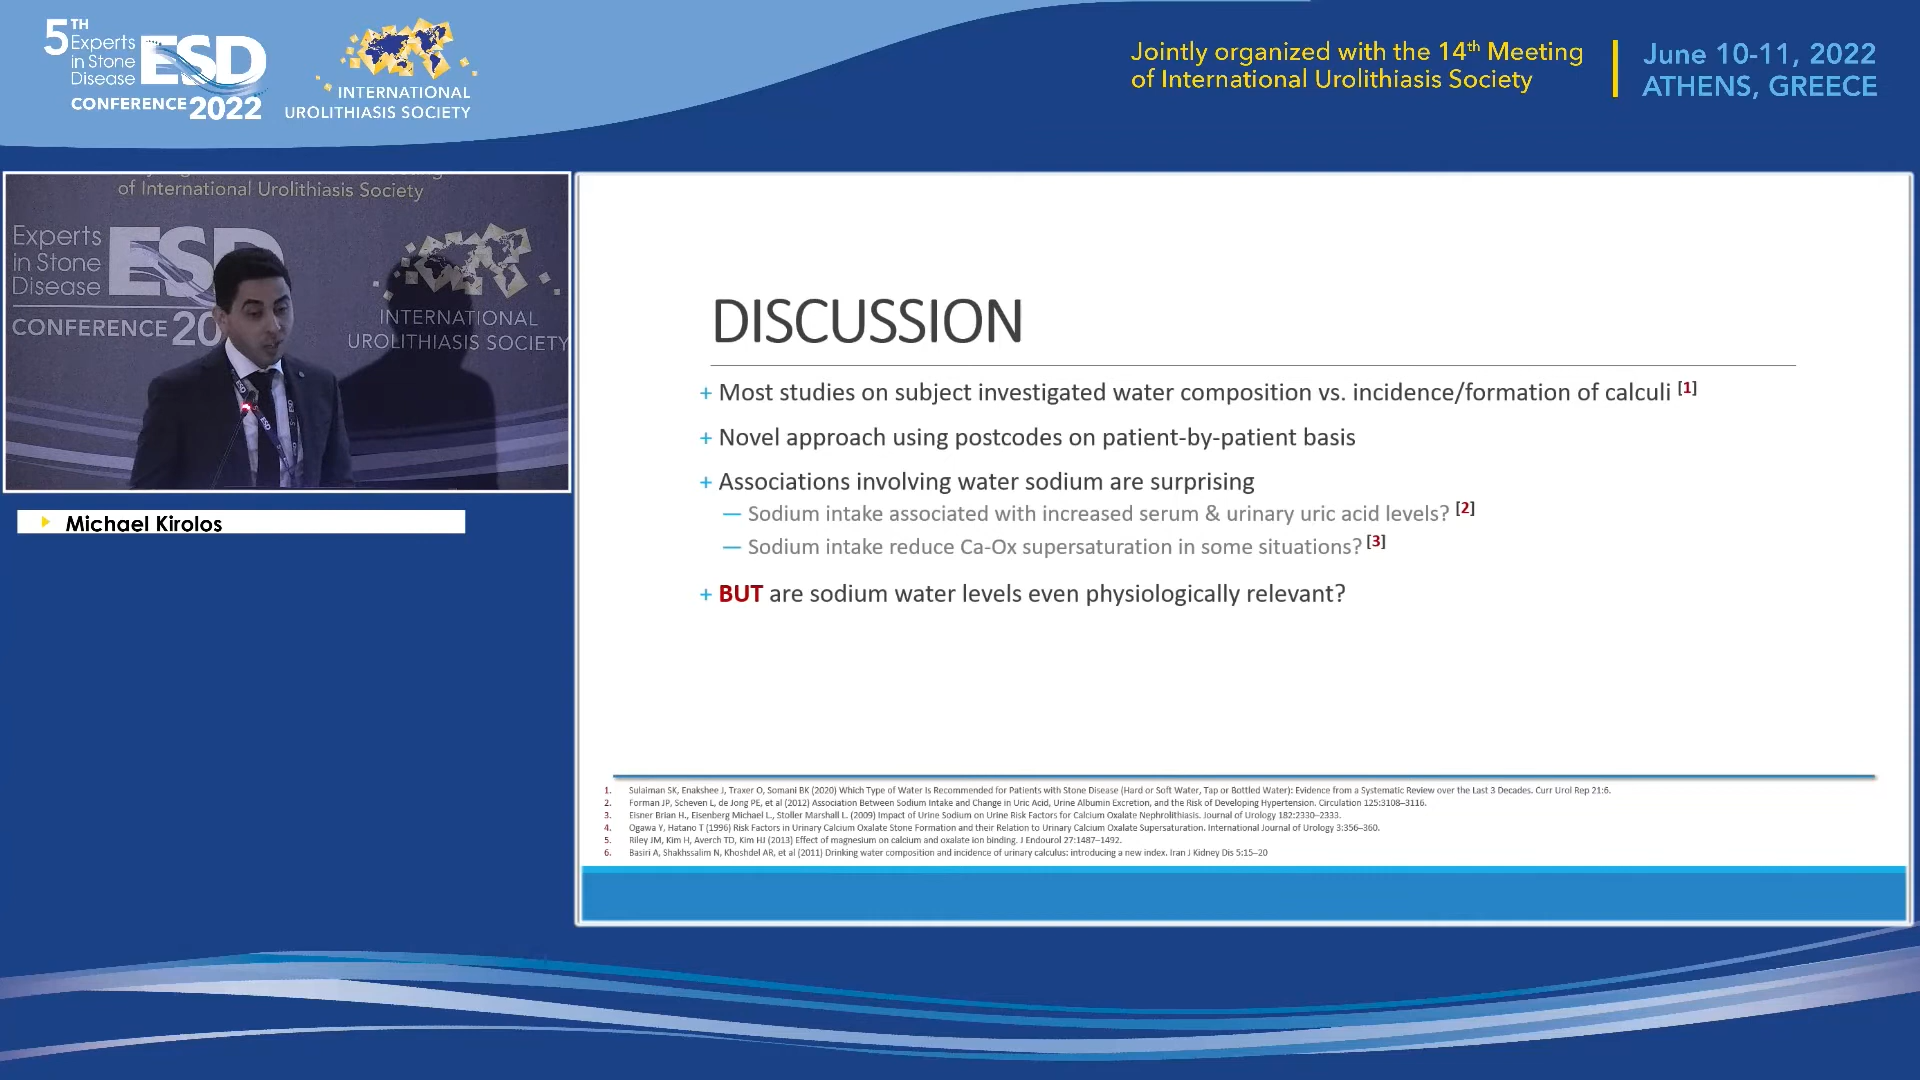 5TH Experts in Stone Disease ESD
CONFERENCE 2022
INTERNATIONAL
UROLITHIASIS SOCIETY
Jointly organized with the 14th Meeting
of International Urolithiasis Society
June 10-11, 2022
ATHENS, GREECE
of International Urolithiasis Society
Experts
in Stone
Disease
ESD
CONFERENCE 20
INTERNATIONAL
UROLITHIASIS SOCIETY
Michael Kirolos
DISCUSSION
+ Most studies on subject investigated water composition vs. incidence/formation of calculi [1]
+ Novel approach using postcodes on patient-by-patient basis
+ Associations involving water sodium are surprising
— Sodium intake associated with increased serum & urinary uric acid levels? [2]
— Sodium intake reduce Ca-Ox supersaturation in some situations? [3]
+ BUT are sodium water levels even physiologically relevant?
1. Sulaiman SK, Enakshee J, Traxer O, Somani BK (2020) Which Type of Water Is Recommended for Patients with Stone Disease (Hard or Soft Water, Tap or Bottled Water): Evidence from a Systematic Review over the Last 3 Decades. Curr Urol Rep 21:6.
2. Forman JP, Scheven L, de Jong PE, et al (2012) Association Between Sodium Intake and Change in Uric Acid, Urine Albumin Excretion, and the Risk of Developing Hypertension. Circulation 125:3108–3116.
3. Eisner Brian H., Eisenberg Michael L., Stoller Marshall L. (2009) Impact of Urine Sodium on Urine Risk Factors for Calcium Oxalate Nephrolithiasis. Journal of Urology 182:2330–2333.
4. Ogawa Y, Hatano T (1996) Risk Factors in Urinary Calcium Oxalate Stone Formation and their Relation to Urinary Calcium Oxalate Supersaturation. International Journal of Urology 3:356–360.
5. Riley JM, Kim H, Averch TD, Kim HJ (2013) Effect of magnesium on calcium and oxalate ion binding. J Endourol 27:1487–1492.
6. Basiri A, Shakhssalim N, Khoshdel AR, et al (2011) Drinking water composition and incidence of urinary calculus: introducing a new index. Iran J Kidney Dis 5:15–20